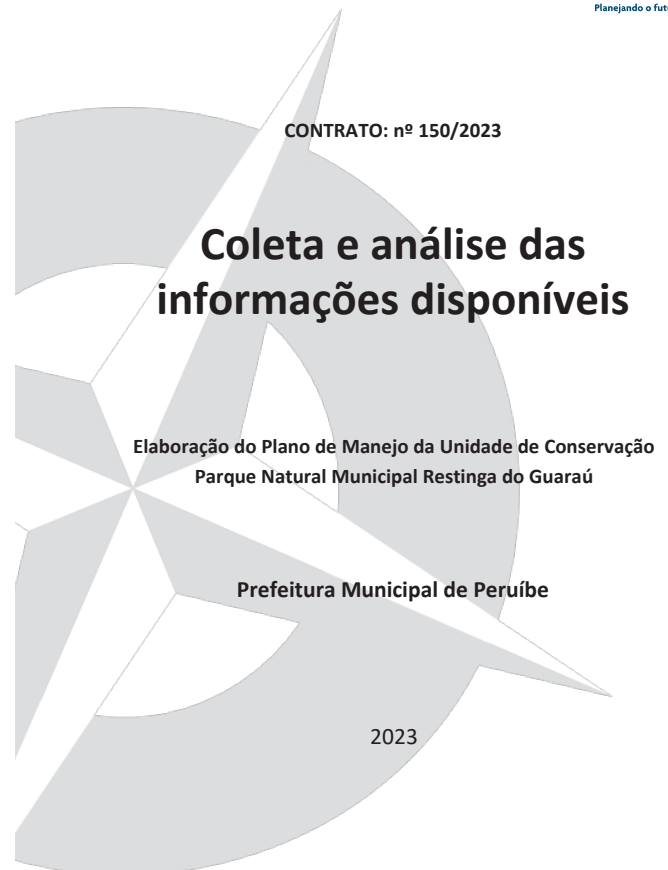 Planejando o
CONTRATO: nº 150/2023
Coleta e análise das
informações disponíveis
Elaboração do Plano de Manejo da Unidade de Conservação
Parque Natural Municipal Restinga do Guaraú
Prefeitura Municipal de Peruíbe
2023